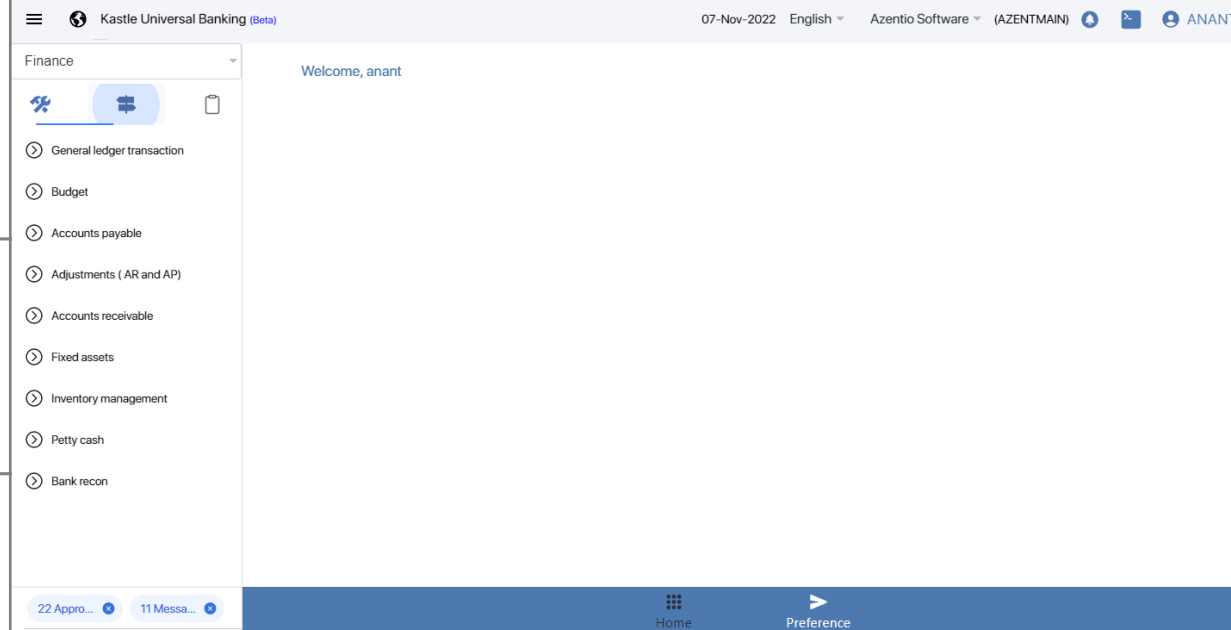 Kastle Universal Banking (Beta)
07-Nov-2022 English Azentio Software (AZENTMAIN) ANANT
Finance
Welcome, anant
General ledger transaction
Budget
Accounts payable
Adjustments ( AR and AP)
Accounts receivable
Fixed assets
Inventory management
Petty cash
Bank recon
22 Appro... 11 Messa...
Home
Preference